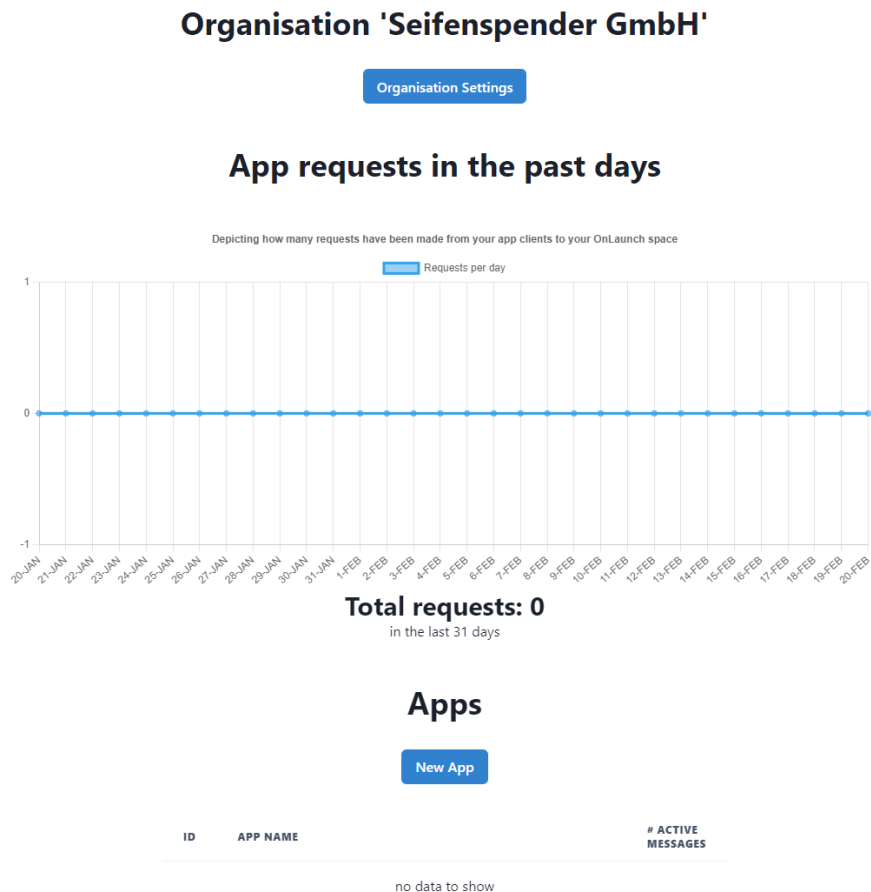 Organisation 'Seifenspender GmbH'
Organisation Settings
App requests in the past days
Depicting how many requests have been made from your app clients to your OnLaunch space
Requests per day
1
0
-1
20-JAN 21-JAN 22-JAN 23-JAN 24-JAN 25-JAN 26-JAN 27-JAN 28-JAN 29-JAN 30-JAN 31-JAN 1-FEB 2-FEB 3-FEB 4-FEB 5-FEB 6-FEB 7-FEB 8-FEB 9-FEB 10-FEB 11-FEB 12-FEB 13-FEB 14-FEB 15-FEB 16-FEB 17-FEB 18-FEB 19-FEB 20-FEB
Total requests: 0
in the last 31 days
Apps
New App
ID APP NAME # ACTIVE
MESSAGES
no data to show